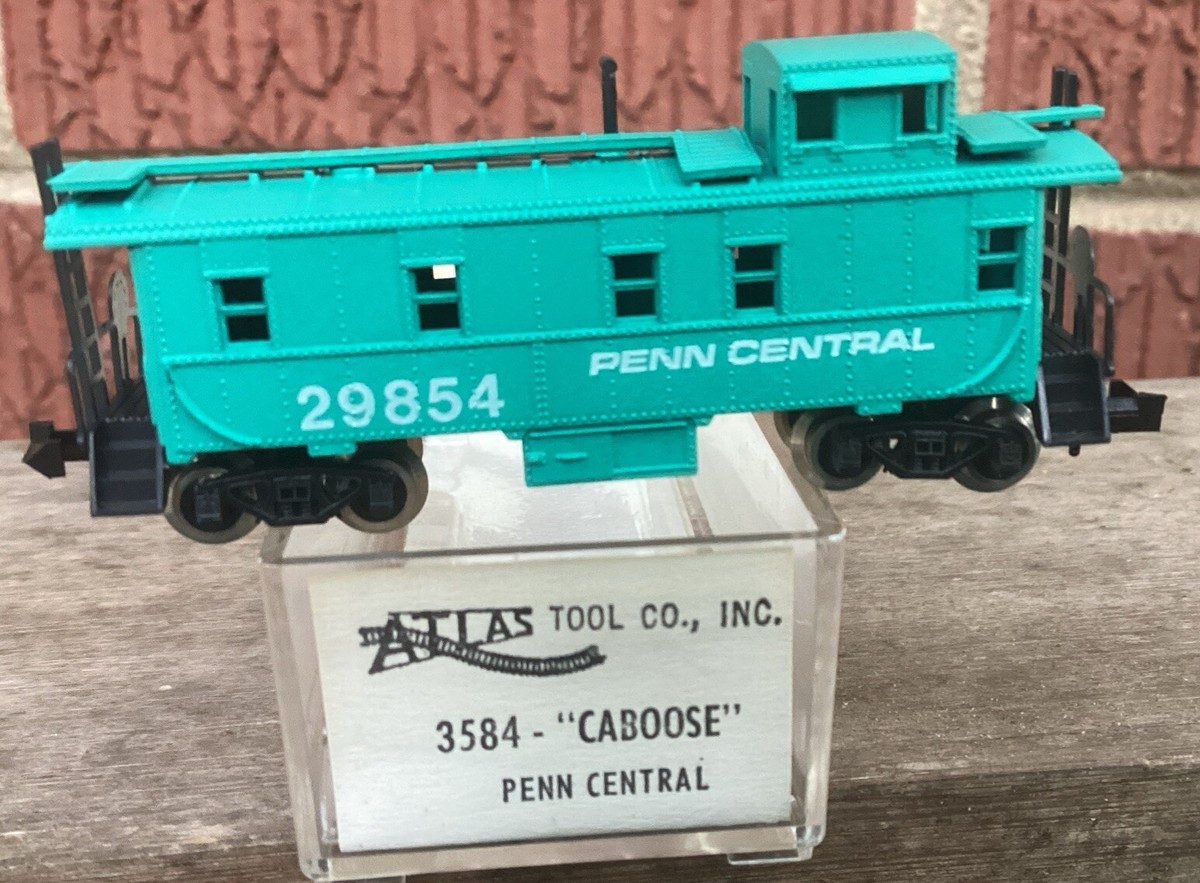 PENN CENTRAL
29854
ATLAS TOOL CO., INC.
3584 - "CABOOSE"
PENN CENTRAL